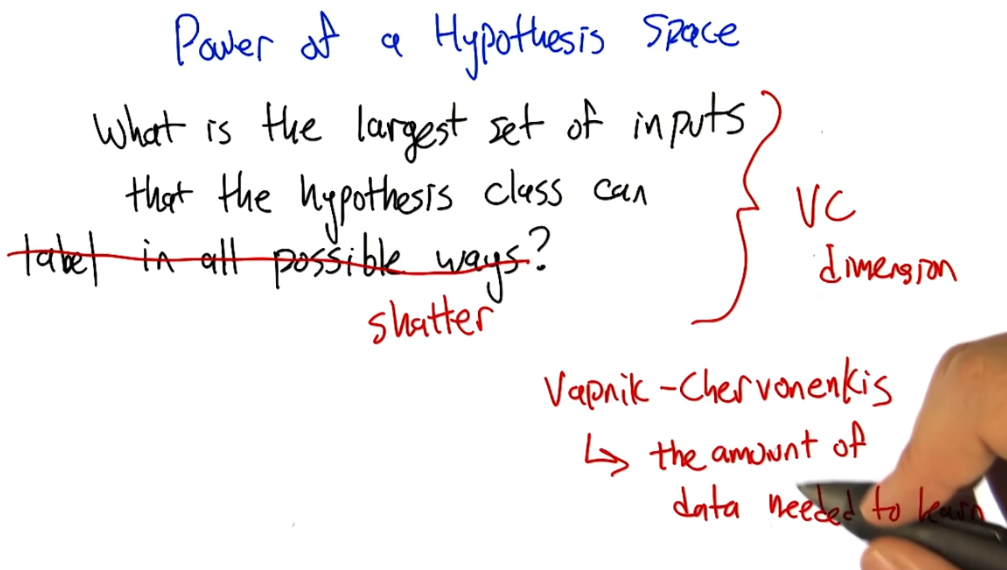 Power of a Hypothesis Space
What is the largest set of inputs
that the hypothesis class can
label in all possible ways?
shatter
VC
dimension
Vapnik-Chervonenkis
↳ the amount of
data needed to learn